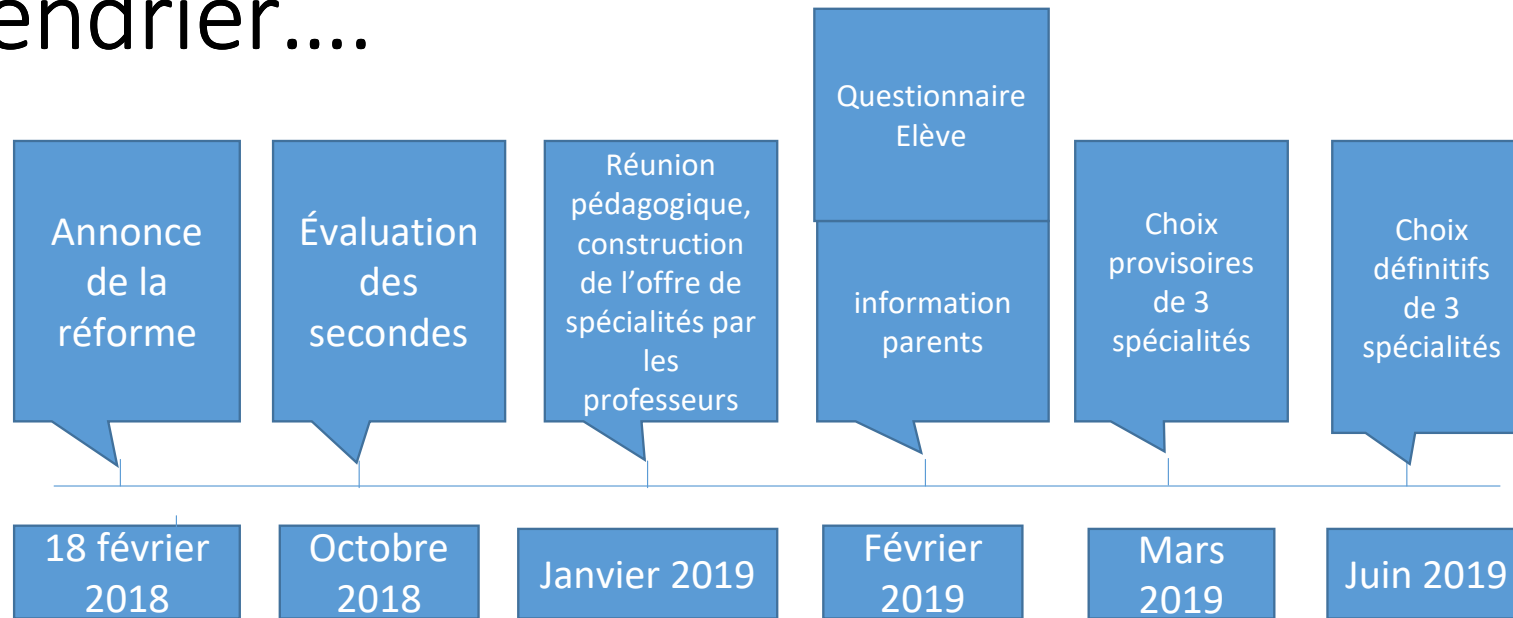 endrier....
Annonce
de la
réforme
Évaluation
des
secondes
Réunion
pédagogique,
construction
de l’offre de
spécialités par
les
professeurs
Questionnaire
Elève
information
parents
Choix
provisoires
de 3
spécialités
Choix
définitifs
de 3
spécialités
18 février
2018
Octobre
2018
Janvier 2019
Février
2019
Mars
2019
Juin 2019